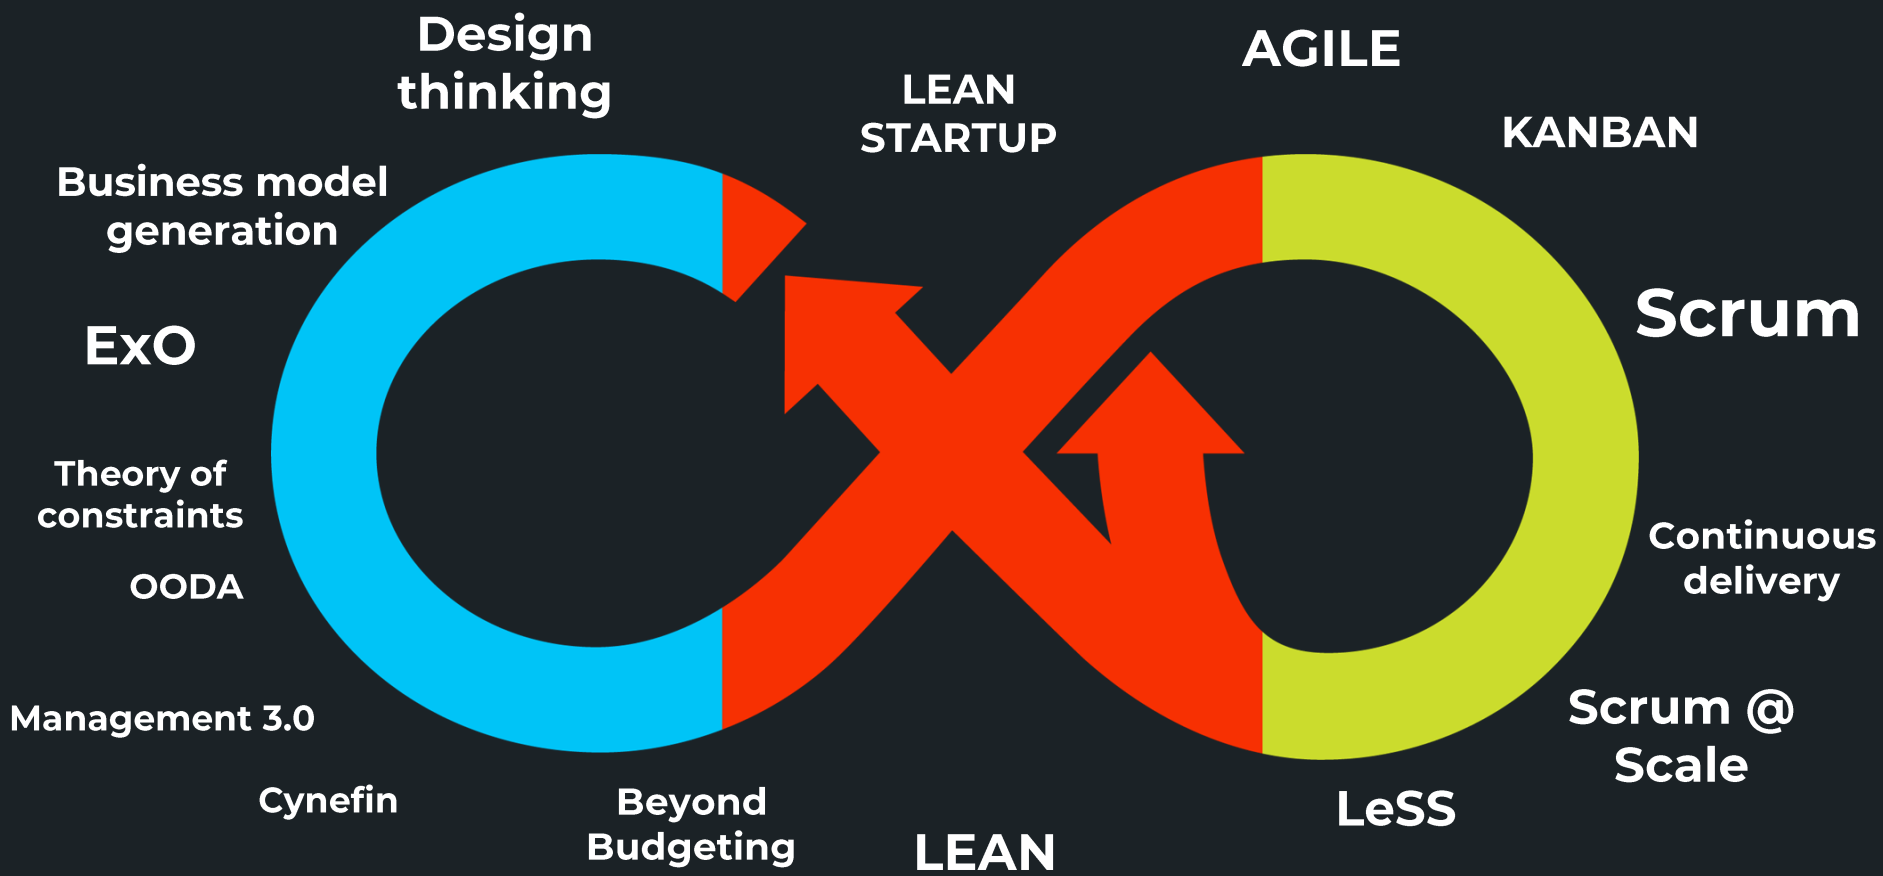 Design
thinking
AGILE
LEAN
STARTUP
KANBAN
Business model
generation
Scrum
ExO
Theory of
constraints
Continuous
delivery
OODA
Management 3.0
Scrum @
Scale
Cynefin
Beyond
Budgeting
LeSS
LEAN